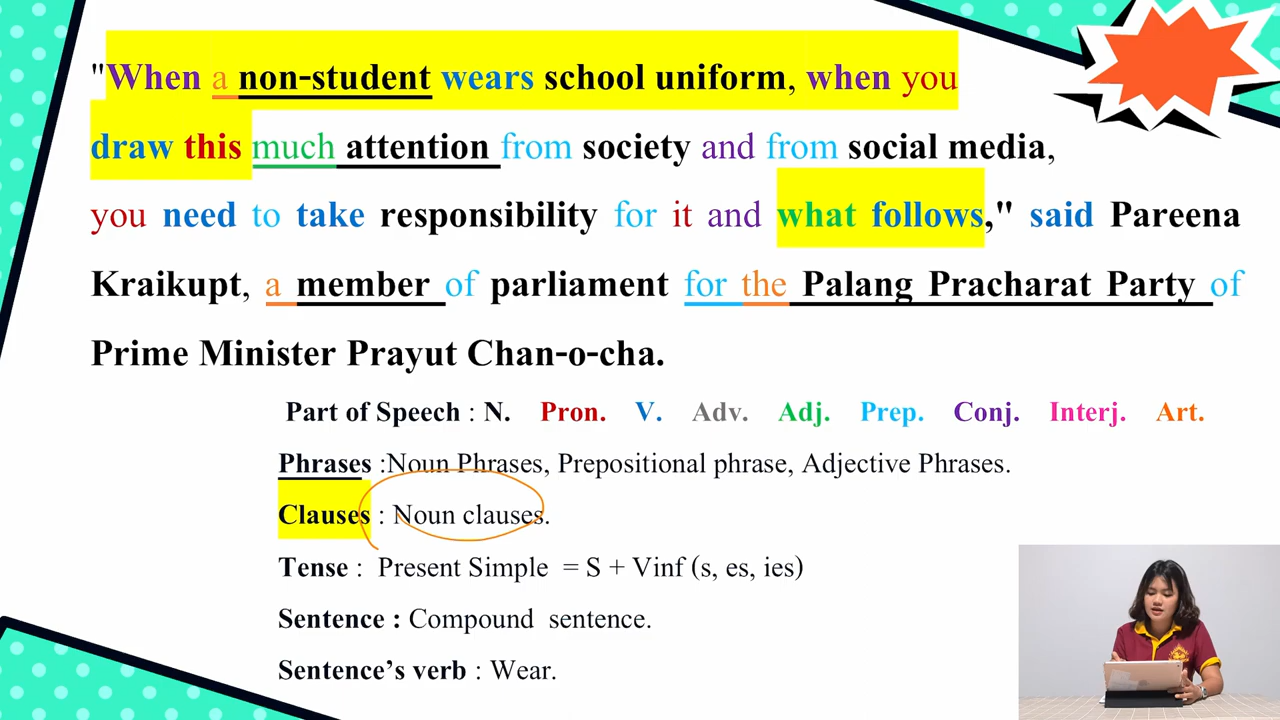 "When a non-student wears school uniform, when you
draw this much attention from society and from social media,
you need to take responsibility for it and what follows," said Pareena
Kraikupt, a member of parliament for the Palang Pracharat Party of
Prime Minister Prayut Chan-o-cha.
Part of Speech : N. Pron. V. Adv. Adj. Prep. Conj. Interj. Art.
Phrases :Noun Phrases, Prepositional phrase, Adjective Phrases.
Clauses : Noun clauses.
Tense : Present Simple = S + Vinf (s, es, ies)
Sentence : Compound sentence.
Sentence's verb : Wear.